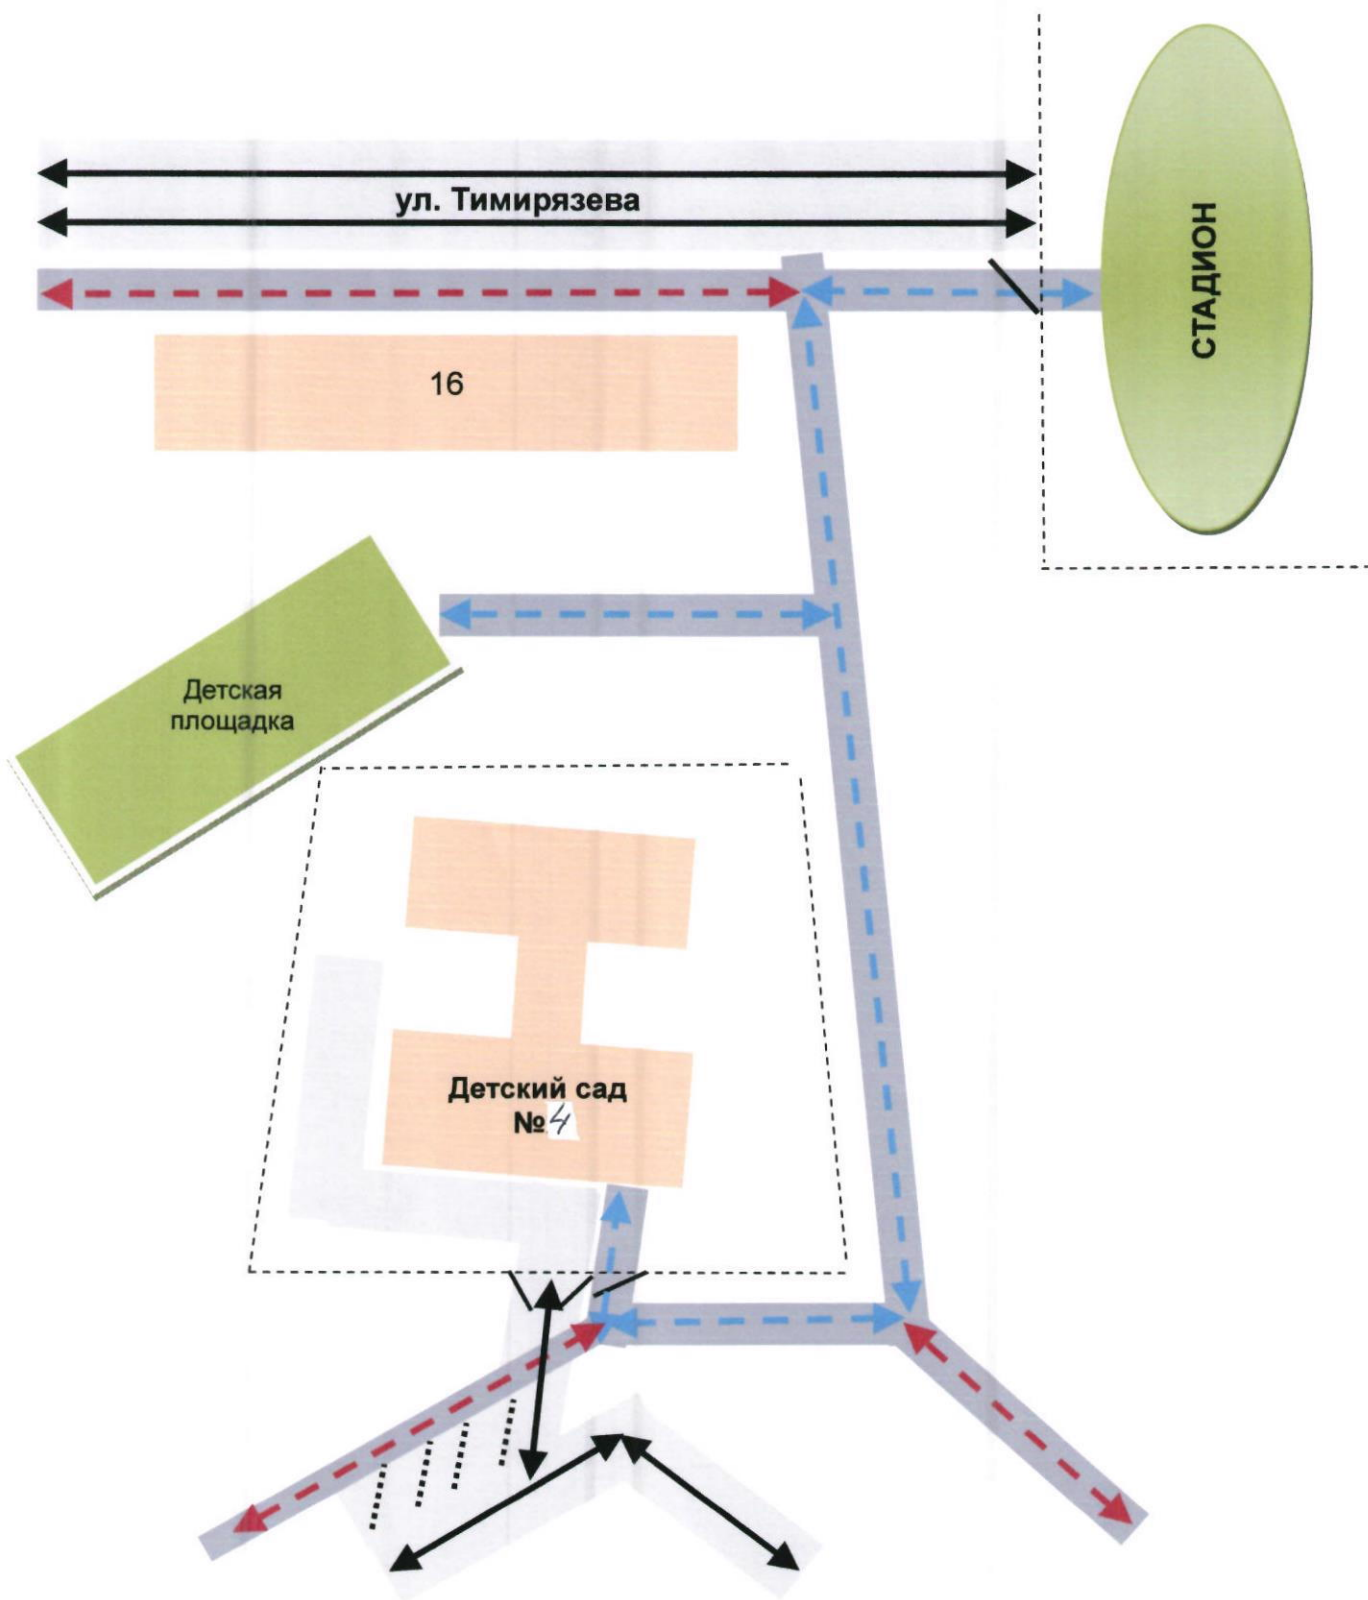 ул. Тимирязева
СТАДИОН
16
Детская
площадка
Детский сад
№4